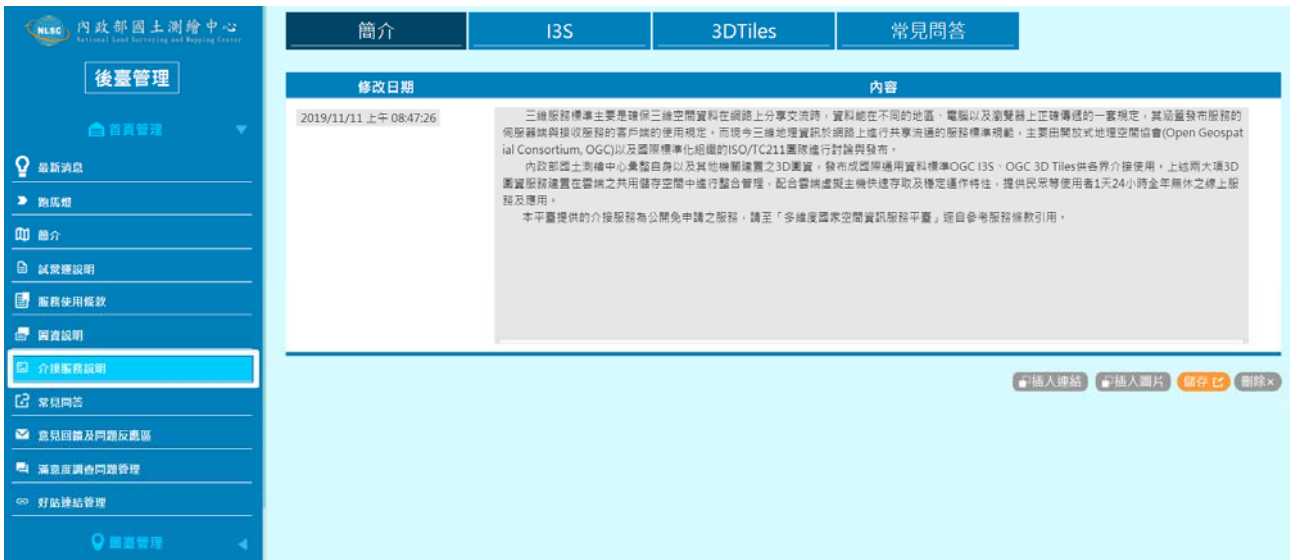 NLSC 內政部國土測繪中心
National Land Surveying and Mapping Center
後臺管理
首頁管理
最新消息
跑馬燈
簡介
試營運說明
服務使用條款
圖資說明
介接服務說明
常見問答
意見回饋及問題反應區
滿意度調查問題管理
好站連結管理
圖臺管理
簡介 I3S 3DTiles 常見問答
修改日期 內容
2019/11/11 上午 08:47:26
三維服務標準主要是確保三維空間資料在網路上分享交流時，資料能在不同的地區、電腦以及瀏覽器上正確傳遞的一套規定，其涵蓋發布服務的
伺服器端與接收服務的客戶端的使用規定。而現今三維地理資訊於網路上進行共享流通的服務標準規範，主要由開放式地理空間協會(Open Geospat
ial Consortium, OGC)以及國際標準化組織的ISO/TC211團隊進行討論與發布。
內政部國土測繪中心彙整自身以及其他機關建置之3D圖資，發布成國際通用資料標準OGC I3S、OGC 3D Tiles供各界介接使用。上述兩大項3D
圖資服務建置在雲端之共用儲存空間中進行整合管理，配合雲端虛擬主機快速存取及穩定運作特性，提供民眾等使用者1天24小時全年無休之線上服
務及應用。
本平臺提供的介接服務為公開免申請之服務，請至「多維度國家空間資訊服務平臺」逕自參考服務條款引用。
插入連結 插入圖片 儲存 刪除×